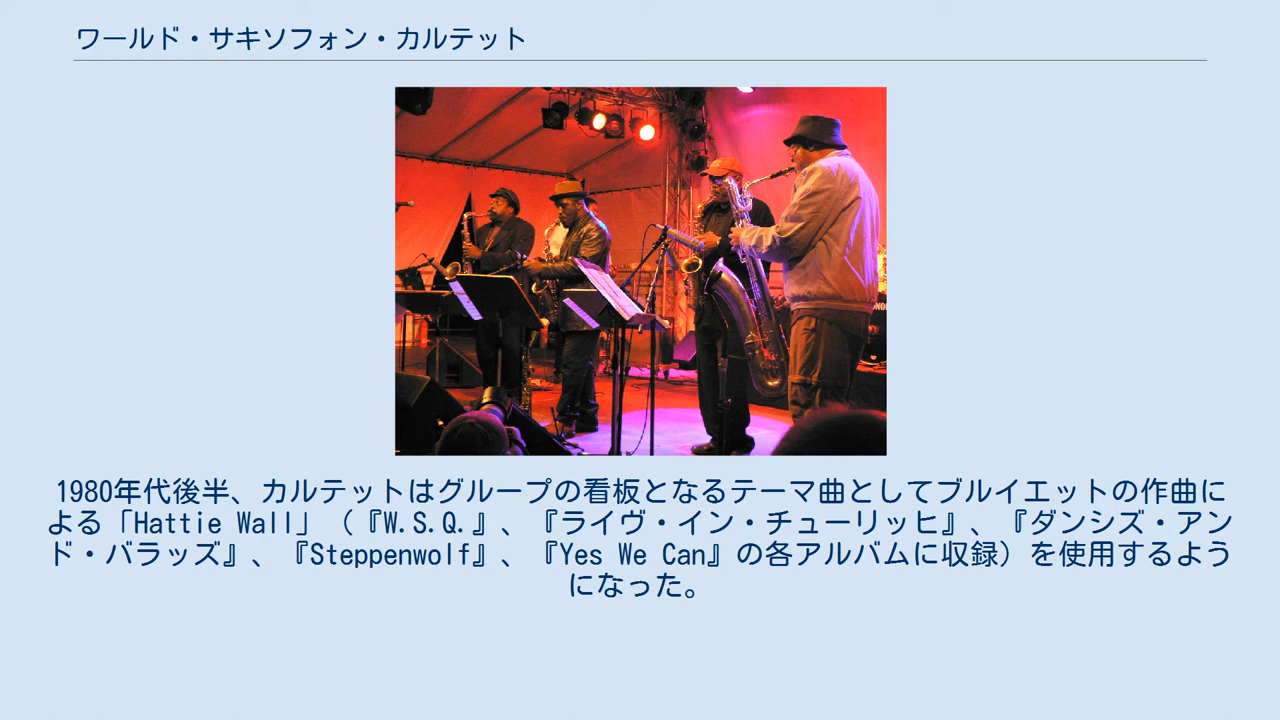 ワールド・サキソフォン・カルテット
1980年代後半、カルテットはグループの看板となるテーマ曲としてブルイエットの作曲に
よる「Hattie Wall」（『W.S.Q.』、『ライヴ・イン・チューリッヒ』、『ダンシズ・アン
ド・バラッズ』、『Steppenwolf』、『Yes We Can』の各アルバムに収録）を使用するよう
になった。